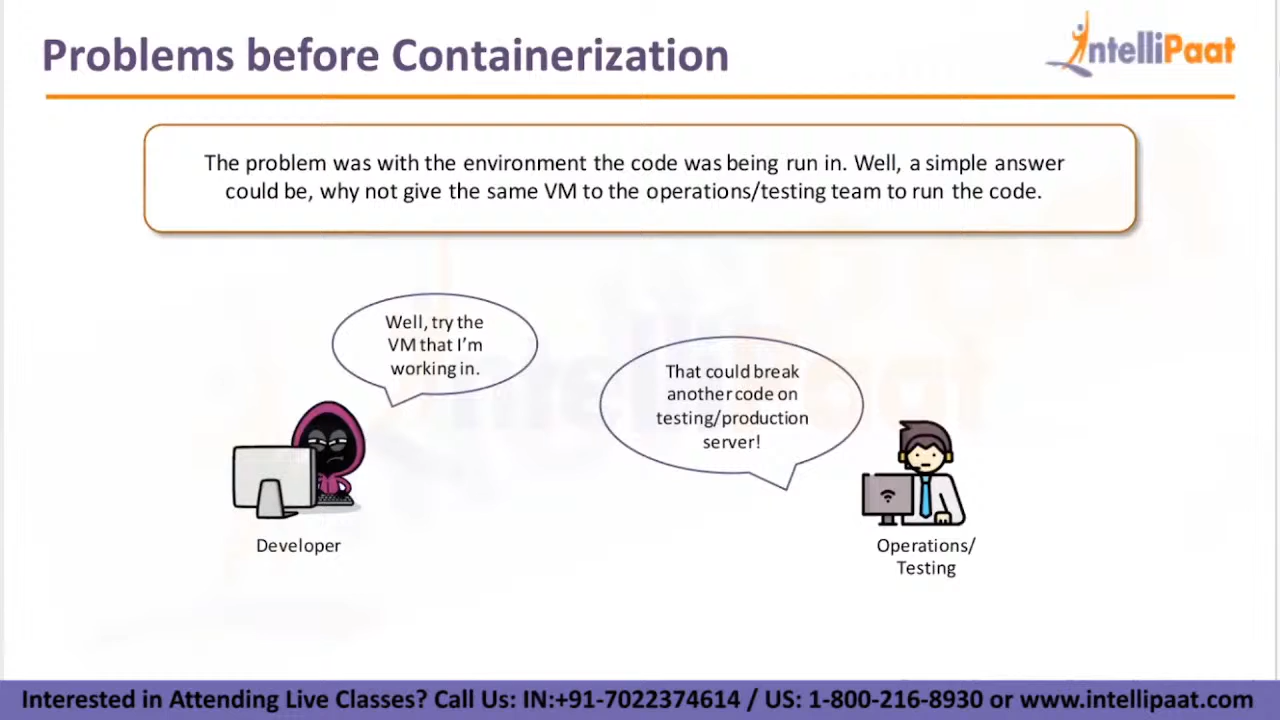 Problems before Containerization
IntelliPaat
The problem was with the environment the code was being run in. Well, a simple answer
could be, why not give the same VM to the operations/testing team to run the code.
Well, try the
VM that I'm
working in.
That could break
another code on
testing/production
server!
Developer
Operations/
Testing
Interested in Attending Live Classes? Call Us: IN:+91-7022374614 / US: 1-800-216-8930 or www.intellipaat.com